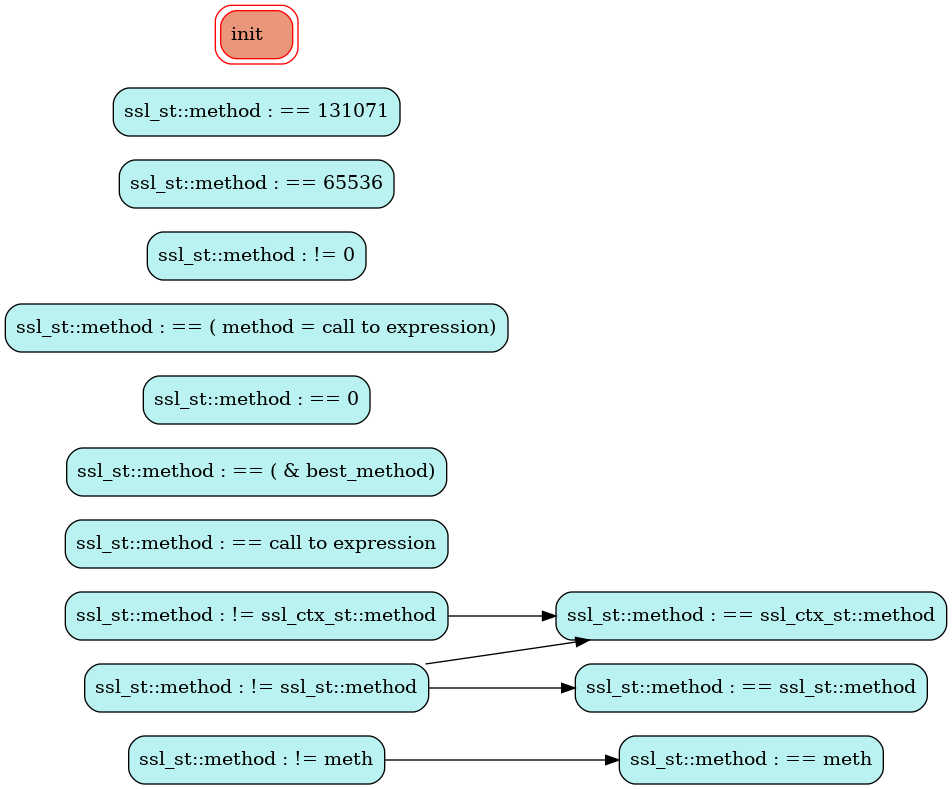 init
ssl_st::method : == 131071
ssl_st::method : == 65536
ssl_st::method : != 0
ssl_st::method : == ( method = call to expression)
ssl_st::method : == 0
ssl_st::method : == ( & best_method)
ssl_st::method : == call to expression
ssl_st::method : != ssl_ctx_st::method
ssl_st::method : == ssl_ctx_st::method
ssl_st::method : != ssl_st::method
ssl_st::method : == ssl_st::method
ssl_st::method : != meth
ssl_st::method : == meth